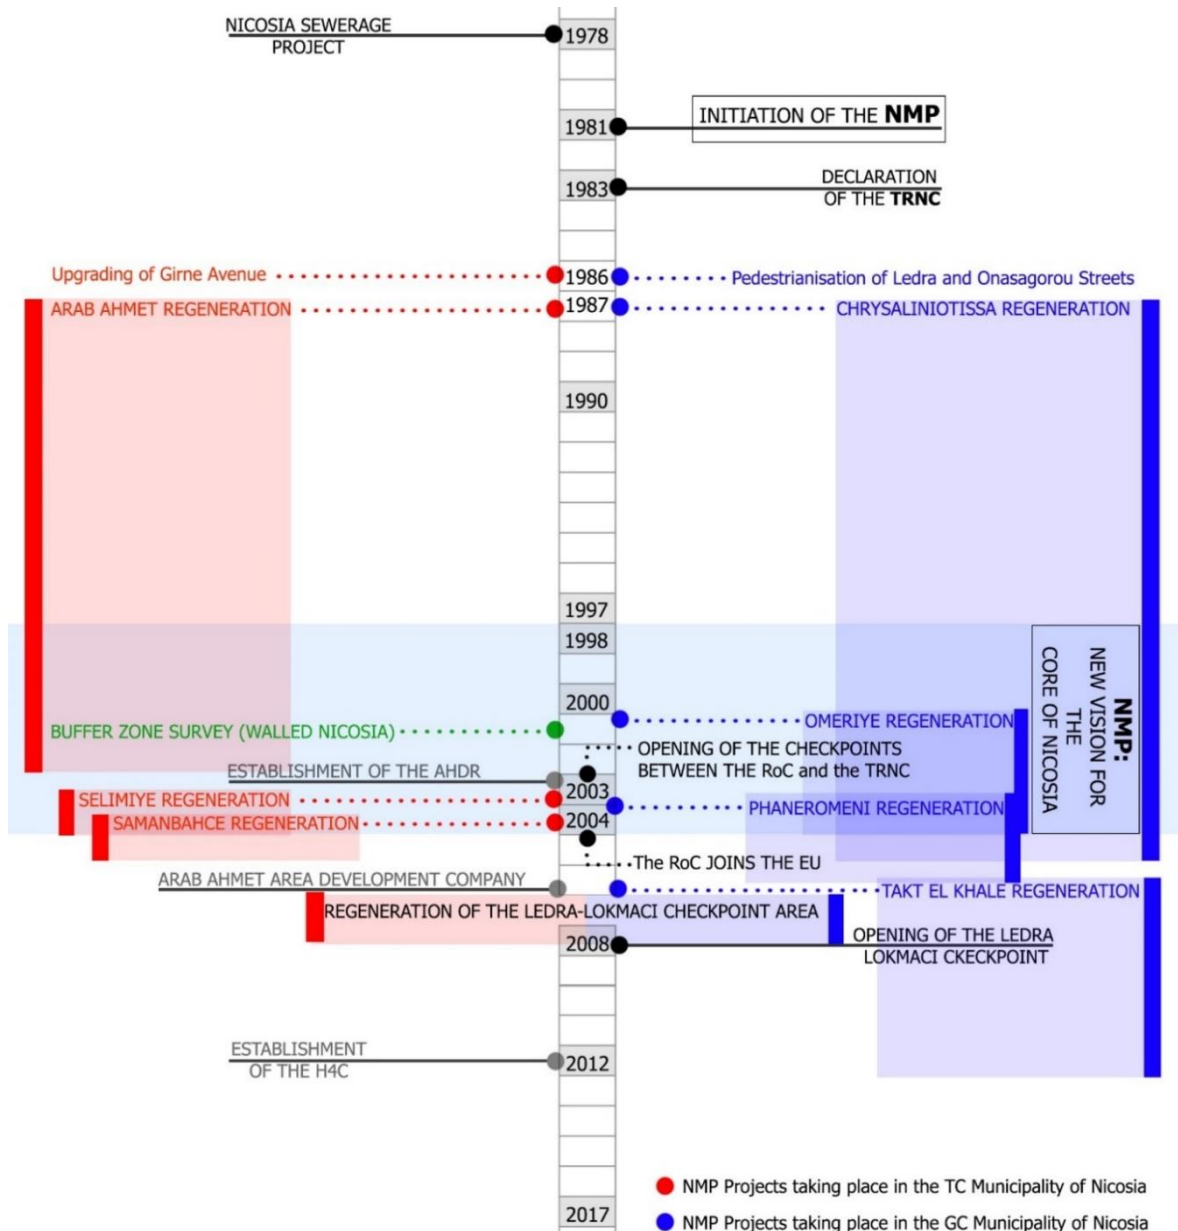 NICOSIA SEWERAGE
PROJECT
1978
1981
INITIATION OF THE NMP
1983
DECLARATION
OF THE TRNC
Upgrading of Girne Avenue
1986
Pedestrianisation of Ledra and Onasagorou Streets
ARAB AHMET REGENERATION
1987
CHRYSALINIOTISSA REGENERATION
1990
1997
1998
NMP:
NEW VISION FOR
THE
CORE OF NICOSIA
2000
OMERIYE REGENERATION
BUFFER ZONE SURVEY (WALLED NICOSIA)
OPENING OF THE CHECKPOINTS
BETWEEN THE RoC and the TRNC
ESTABLISHMENT OF THE AHDR
2003
SELIMIYE REGENERATION
PHANEROMENI REGENERATION
SAMANBAHCE REGENERATION
2004
The RoC JOINS THE EU
ARAB AHMET AREA DEVELOPMENT COMPANY
TAKT EL KHALE REGENERATION
REGENERATION OF THE LEDRA-LOKMACI CHECKPOINT AREA
2008
OPENING OF THE LEDRA
LOKMACI CKECKPOINT
ESTABLISHMENT
OF THE H4C
2012
NMP Projects taking place in the TC Municipality of Nicosia
2017
NMP Projects taking place in the GC Municipality of Nicosia